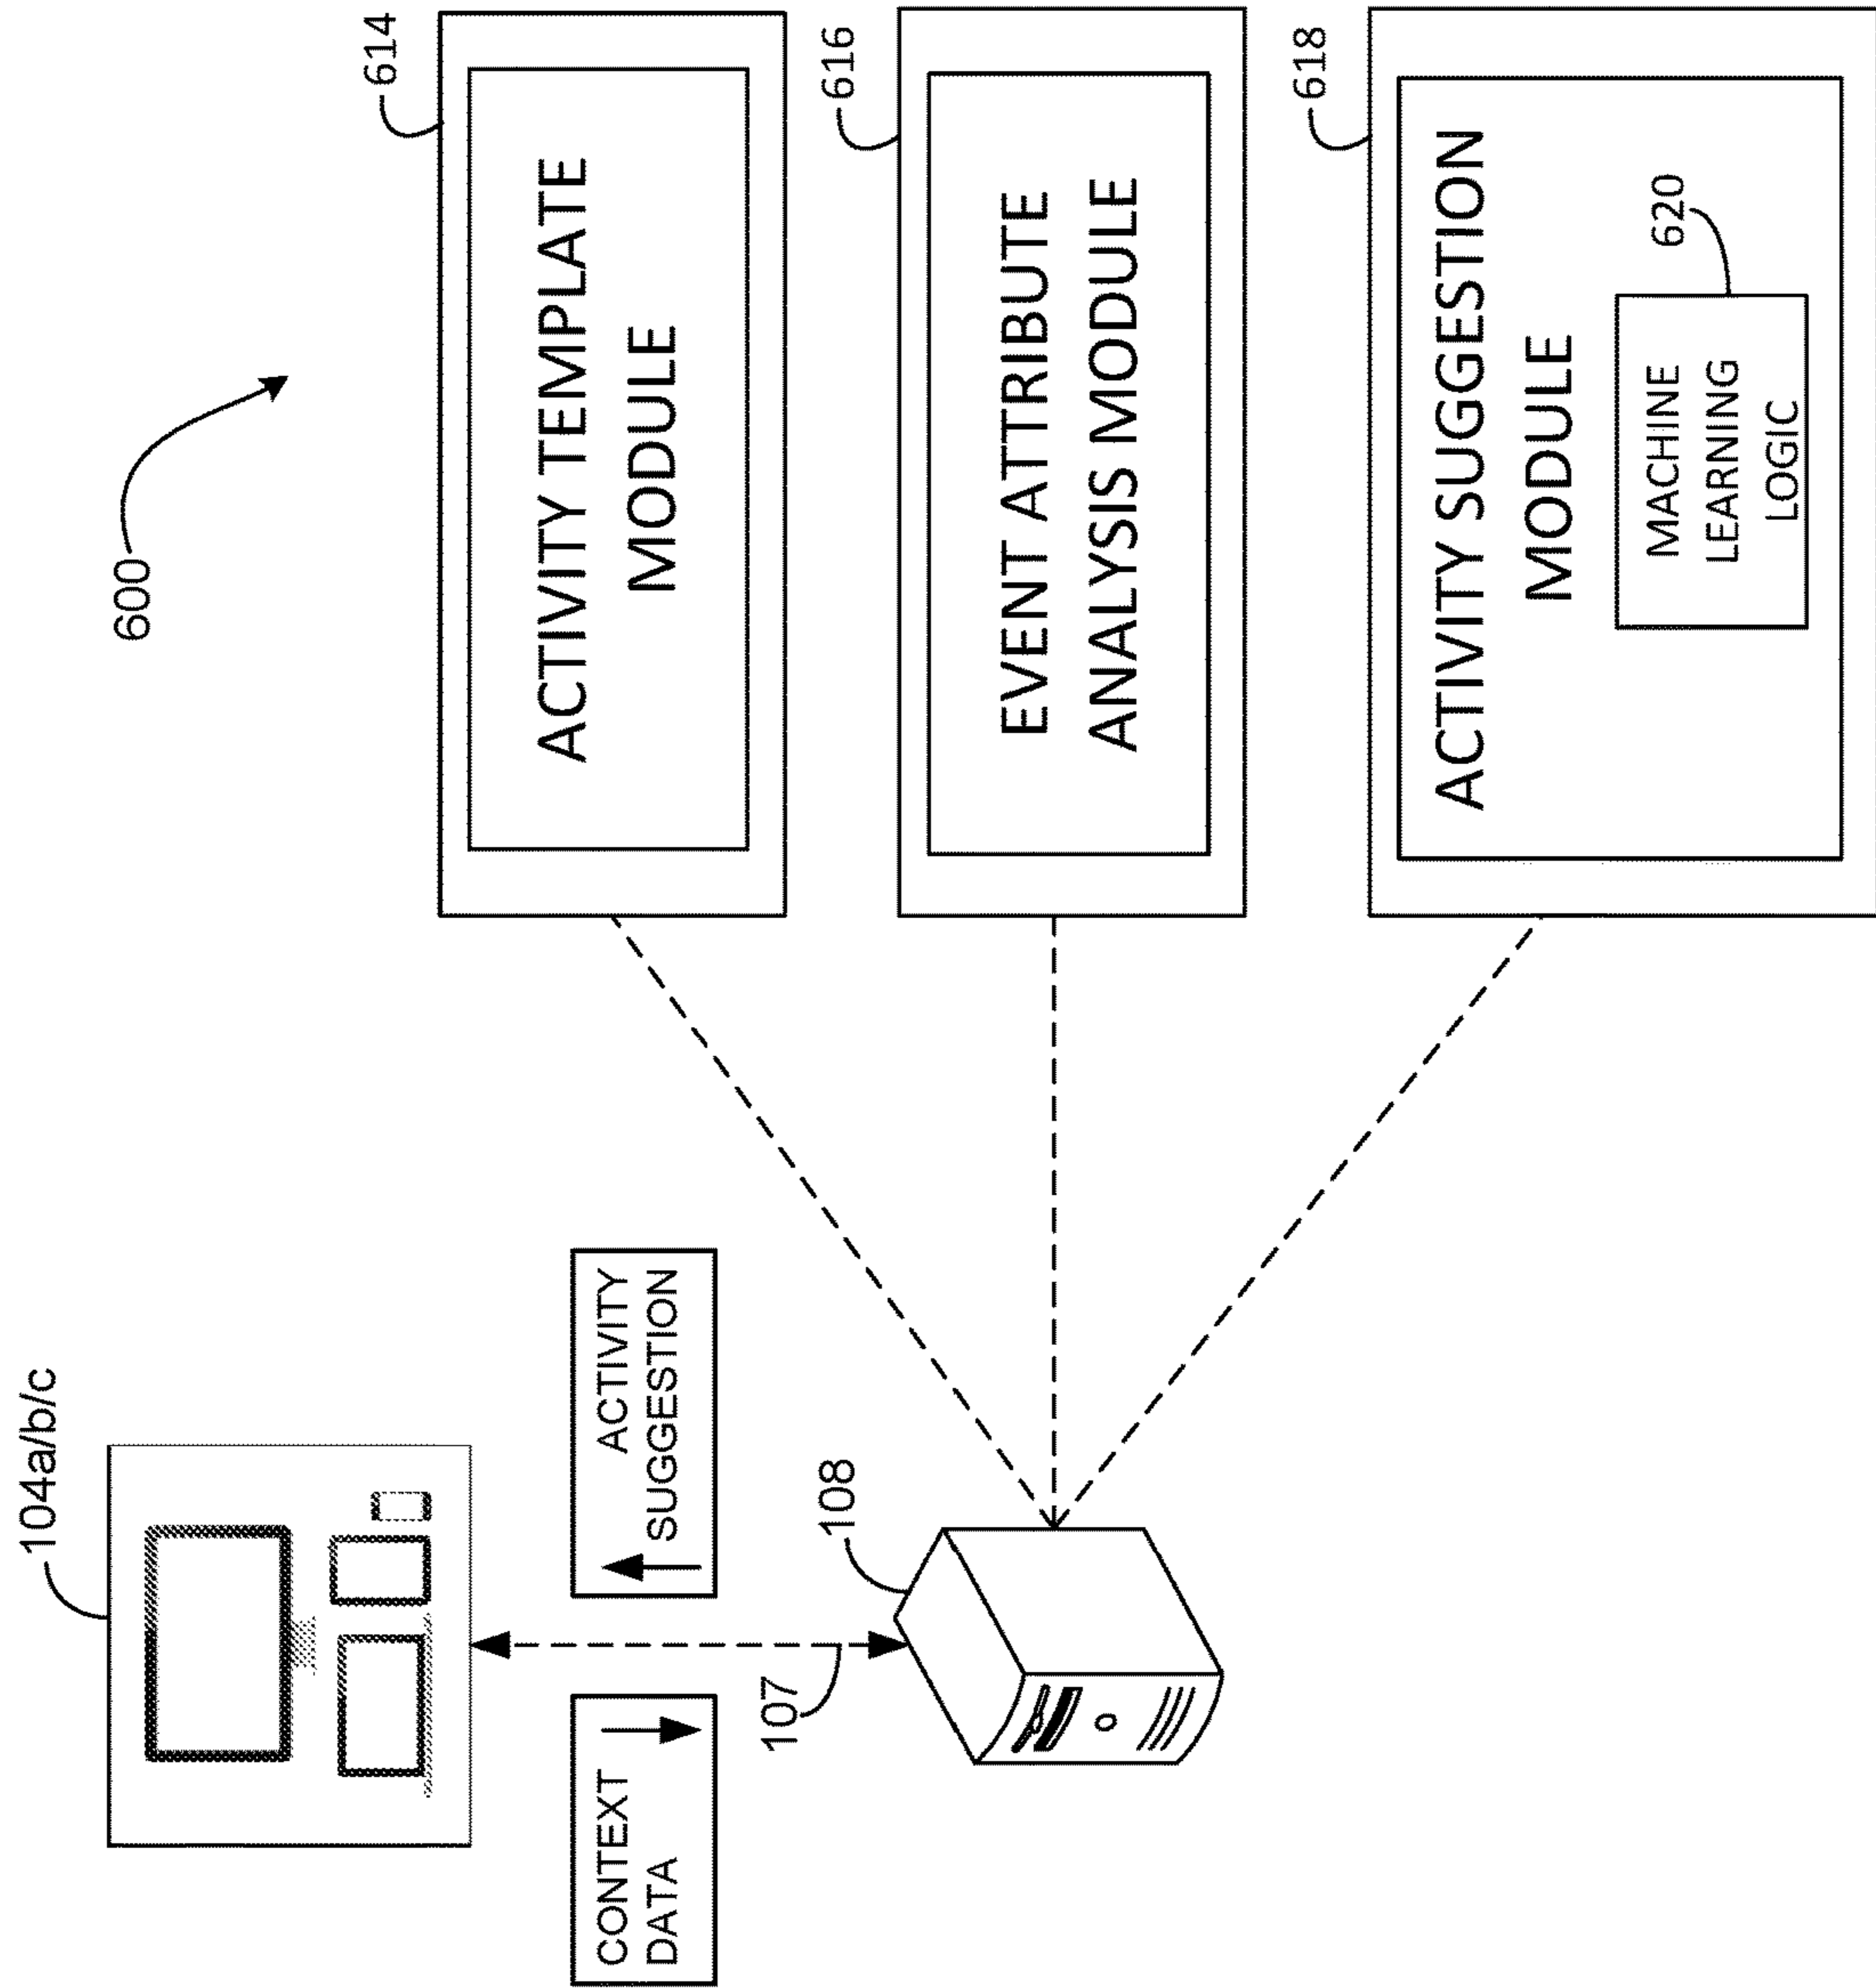 600
104a/b/c
CONTEXT
DATA
ACTIVITY
SUGGESTION
107
108
614
ACTIVITY TEMPLATE
MODULE
616
EVENT ATTRIBUTE
ANALYSIS MODULE
618
ACTIVITY SUGGESTION
MODULE
620
MACHINE
LEARNING
LOGIC